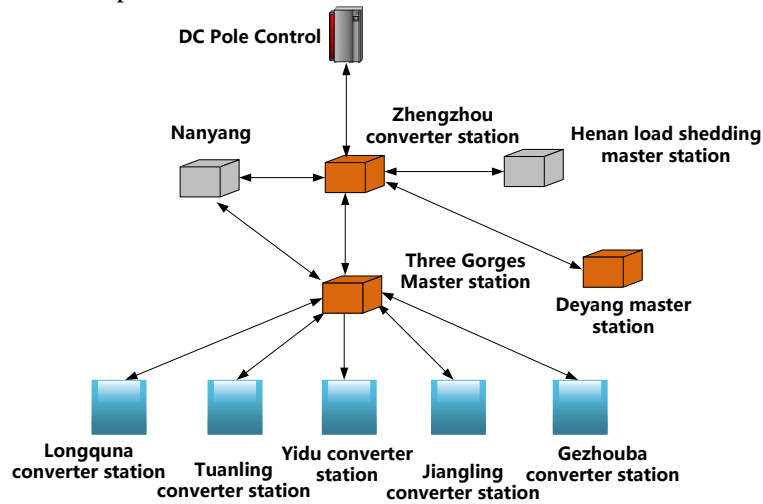 DC Pole Control
Zhengzhou
converter station
Nanyang
Henan load shedding
master station
Three Gorges
Master station
Deyang master
station
Longquna
converter station
Tuanling
converter station
Yidu converter
station
Jiangling
converter station
Gezhouba
converter station